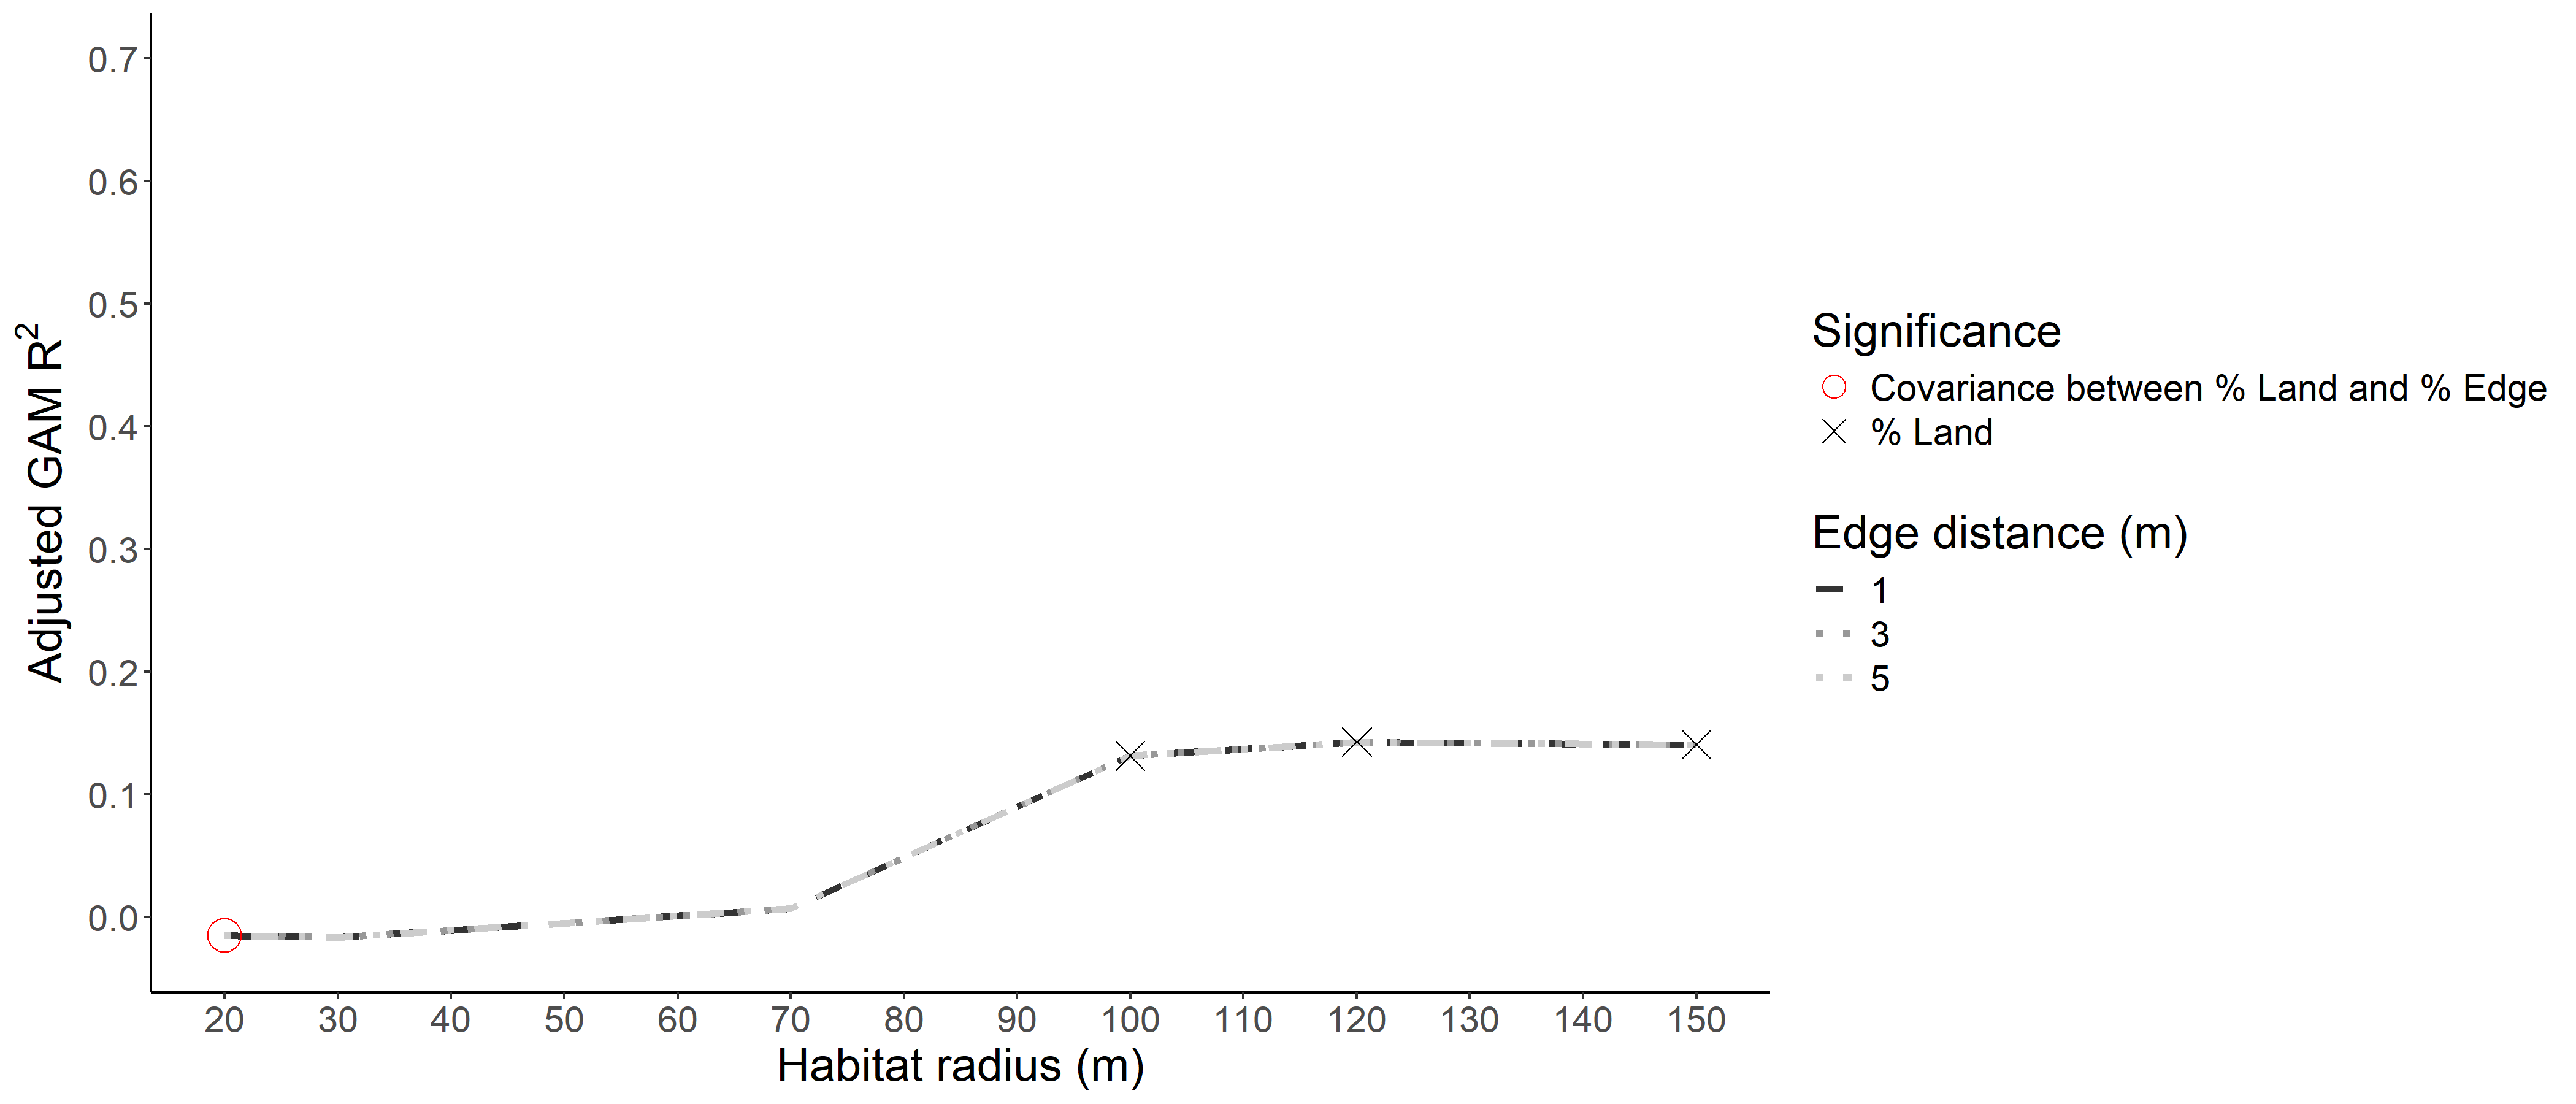 Adjusted GAM R²
0.7
0.6
0.5
0.4
0.3
0.2
0.1
0.0
20 30 40 50 60 70 80 90 100 110 120 130 140 150
Habitat radius (m)
Significance
Covariance between % Land and % Edge
% Land
Edge distance (m)
1
3
5